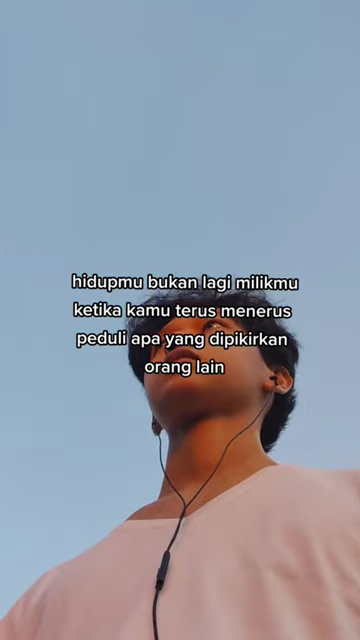 hidupmu bukan lagi milikmu
ketika kamu terus menerus
peduli apa yang dipikirkan
orang lain